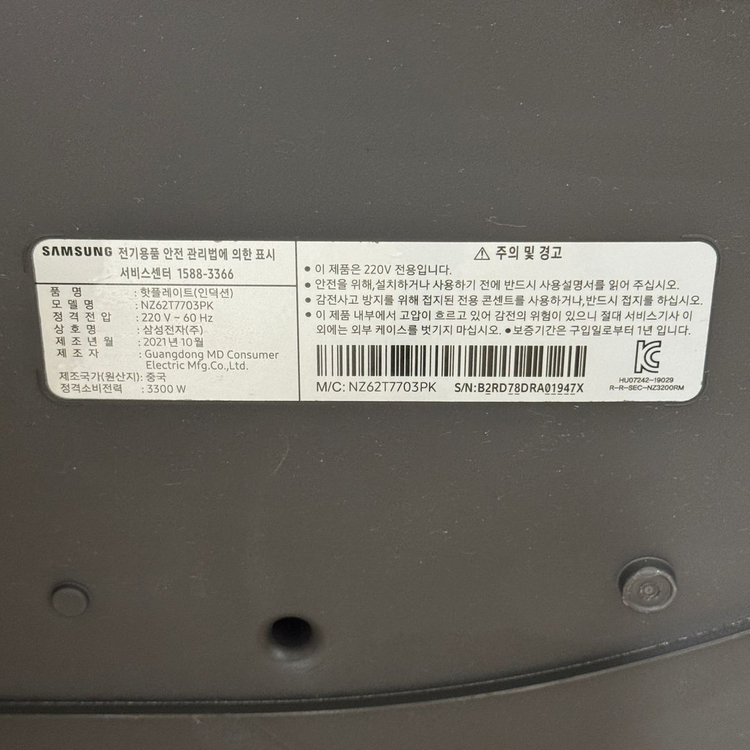 SAMSUNG 전기용품 안전 관리법에 의한 표시
서비스센터 1588-3366
품 명 : 핫플레이트(인덕션)
모 델 명 : NZ62T7703PK
정 격 전 압 : 220 V ~ 60 Hz
상 호 명 : 삼성전자(주)
제 조 년 월 : 2021년 10월
제 조 자 : Guangdong MD Consumer
Electric Mfg.Co.,Ltd.
제조국가(원산지): 중국
정격소비전력 : 3300 W
⚠ 주의 및 경고
• 이 제품은 220V 전용입니다.
• 안전을 위해,설치하거나 사용하기 전에 반드시 사용설명서를 읽어 주십시오.
• 감전사고 방지를 위해 접지된 전용 콘센트를 사용하거나,반드시 접지를 하십시오.
• 이 제품 내부에서 고압이 흐르고 있어 감전의 위험이 있으니 절대 서비스기사 이
외에는 외부 케이스를 벗기지 마십시오. • 보증기간은 구입일로부터 1년 입니다.
M/C: NZ62T7703PK S/N:B2RD78DRA01947X
HU07242-19029
R-R-SEC-NZ3200RM